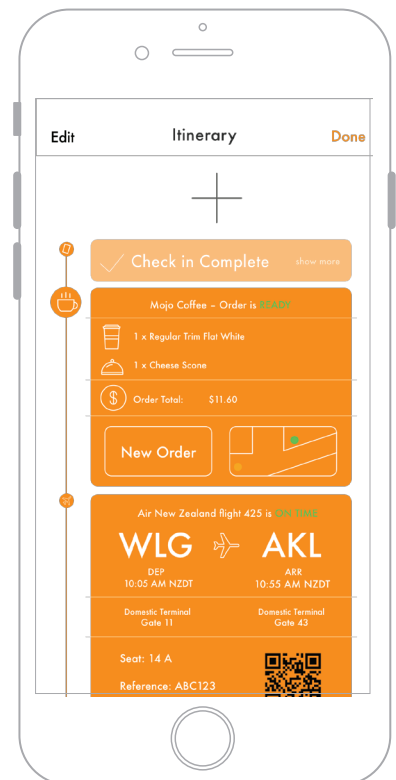 Edit Itinerary Done
Check in Complete show more
Mojo Coffee – Order is READY
1 x Regular Trim Flat White
1 x Cheese Scone
$ Order Total: $11.60
New Order
Air New Zealand flight 425 is ON TIME
WLG AKL
DEP ARR
10:05 AM NZDT 10:55 AM NZDT
Domestic Terminal Domestic Terminal
Gate 11 Gate 43
Seat: 14 A
Reference: ABC123